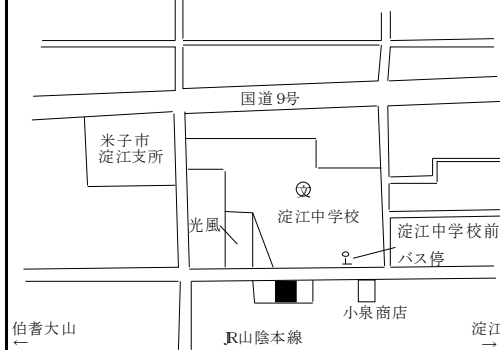 国道9号
米子市
淀江支所
文
淀江中学校
光風
淀江中学校前
バス停
小泉商店
伯耆大山
←
JR山陰本線
淀江
→